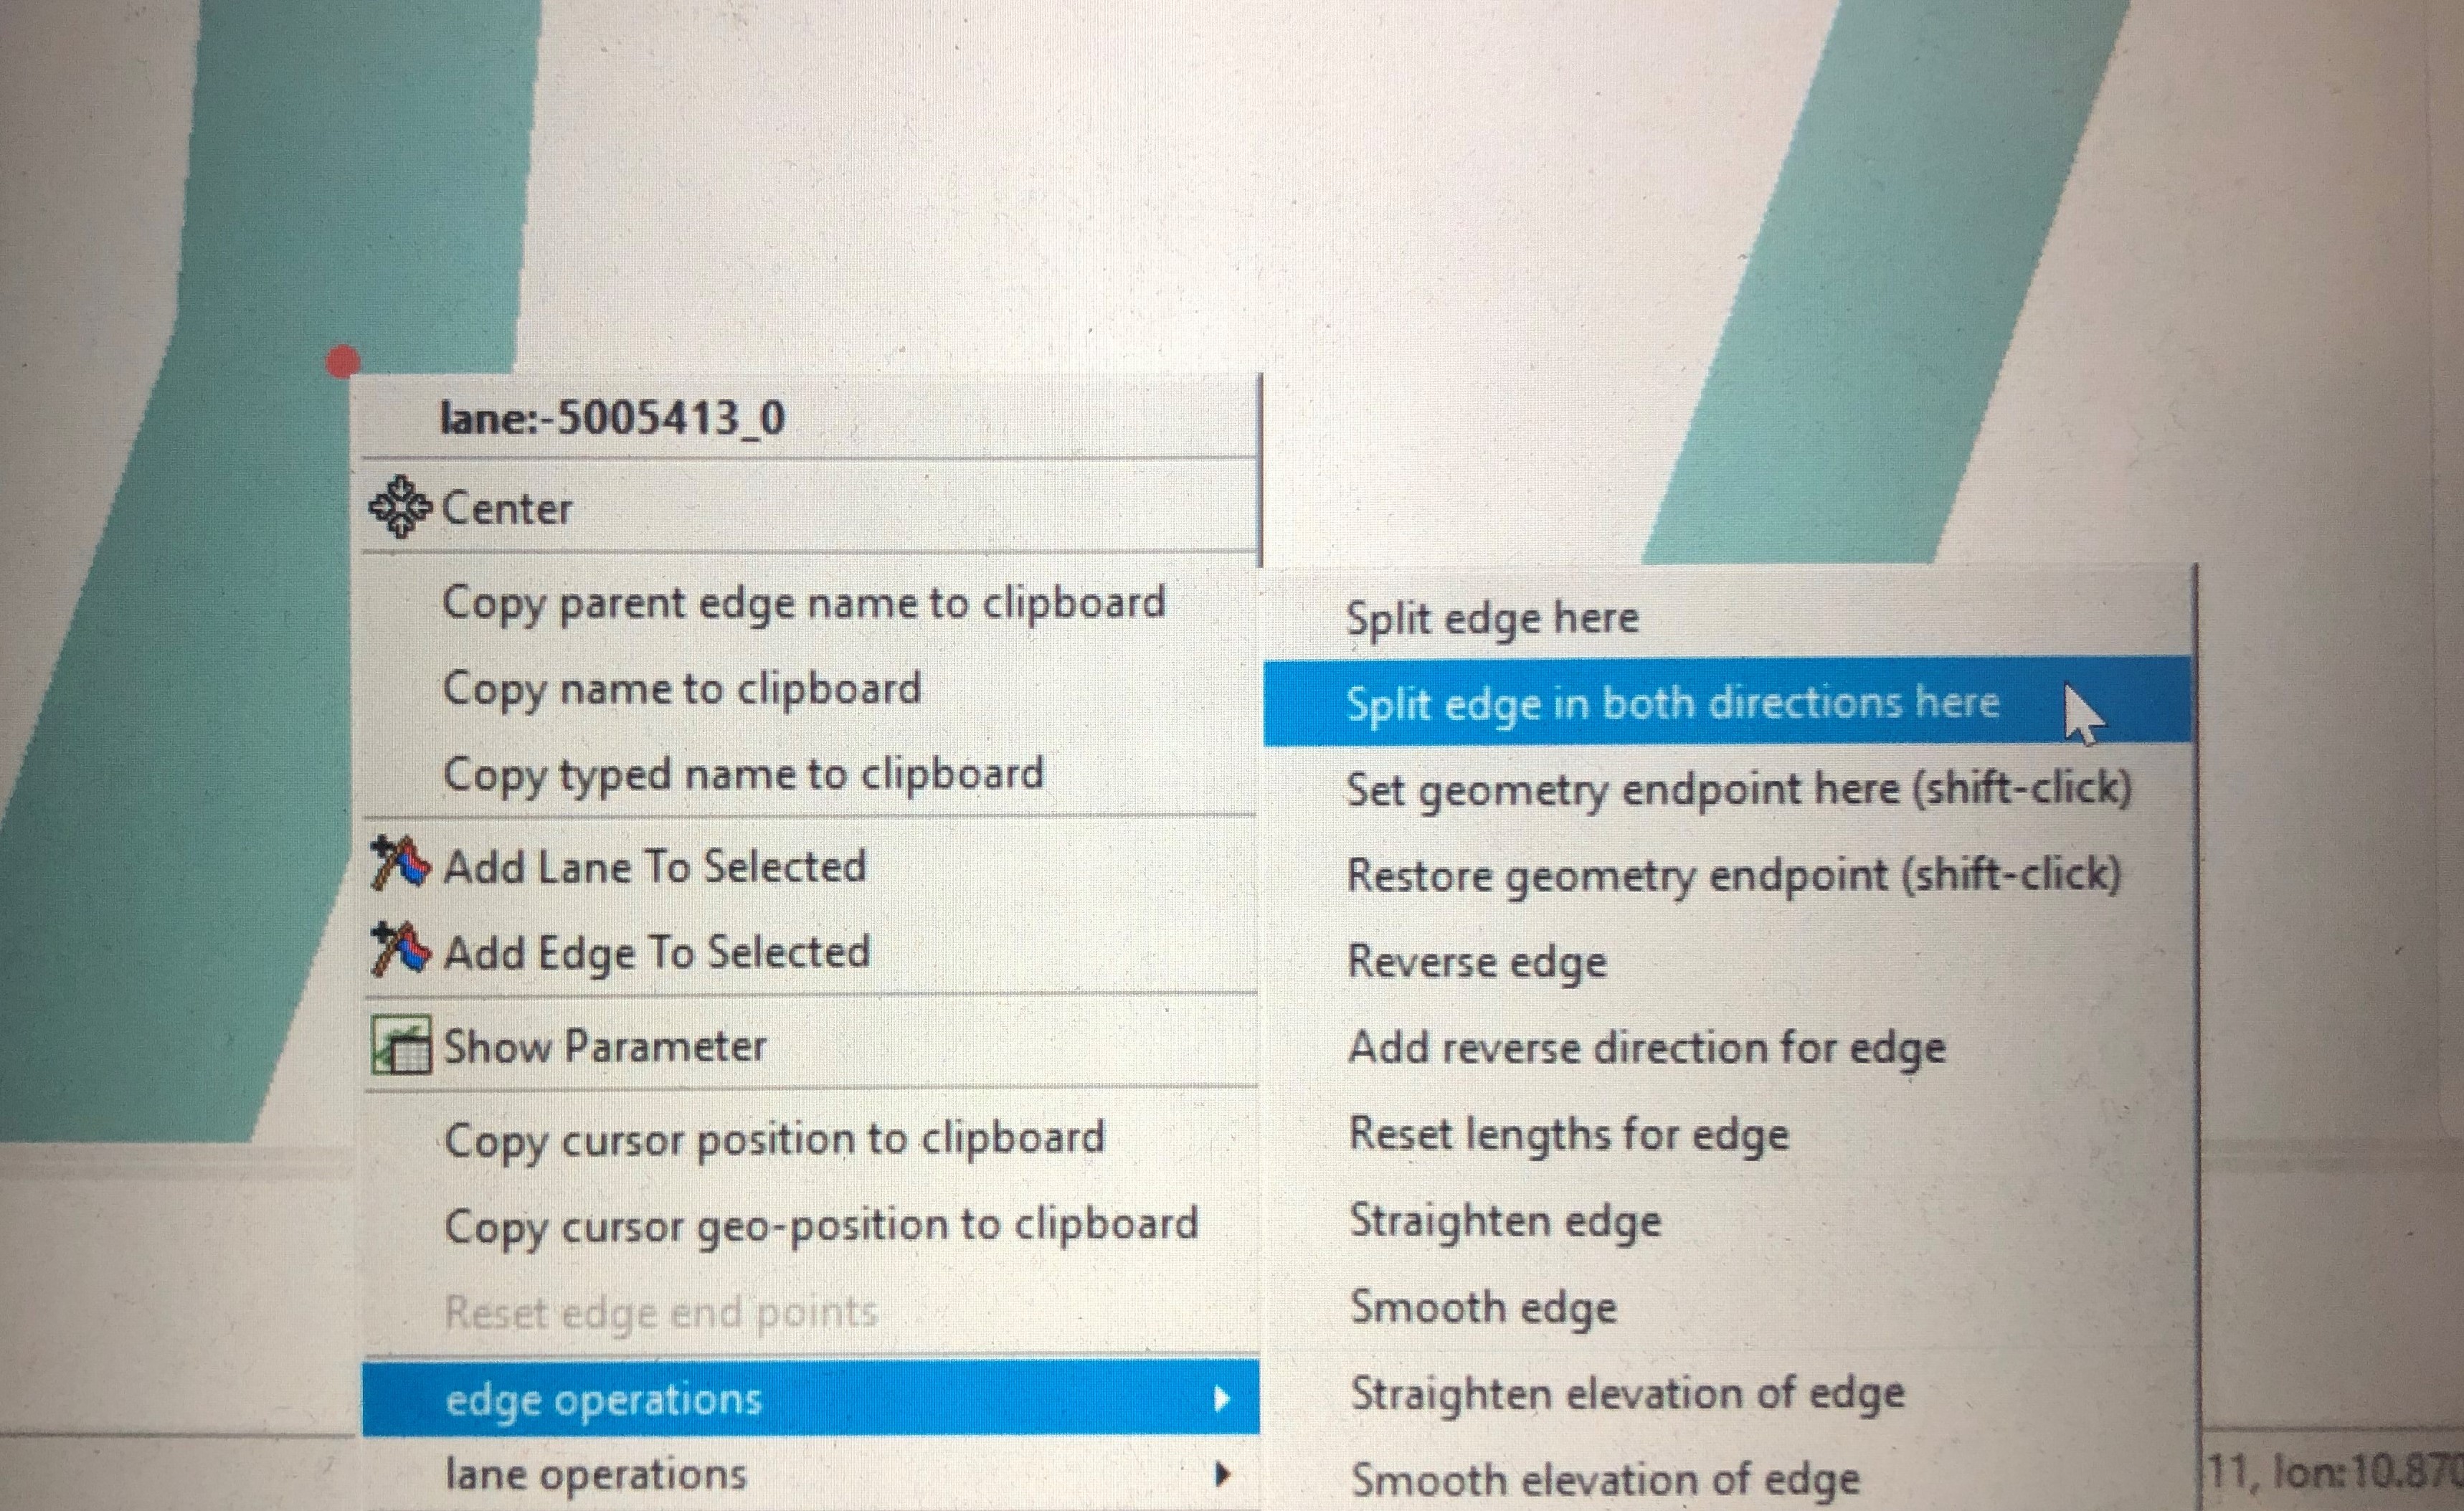 lane:-5005413_0
Center
Copy parent edge name to clipboard
Copy name to clipboard
Copy typed name to clipboard
Add Lane To Selected
Add Edge To Selected
Show Parameter
Copy cursor position to clipboard
Copy cursor geo-position to clipboard
Reset edge end points
edge operations
lane operations
Split edge here
Split edge in both directions here
Set geometry endpoint here (shift-click)
Restore geometry endpoint (shift-click)
Reverse edge
Add reverse direction for edge
Reset lengths for edge
Straighten edge
Smooth edge
Straighten elevation of edge
Smooth elevation of edge
11, lon:10.870